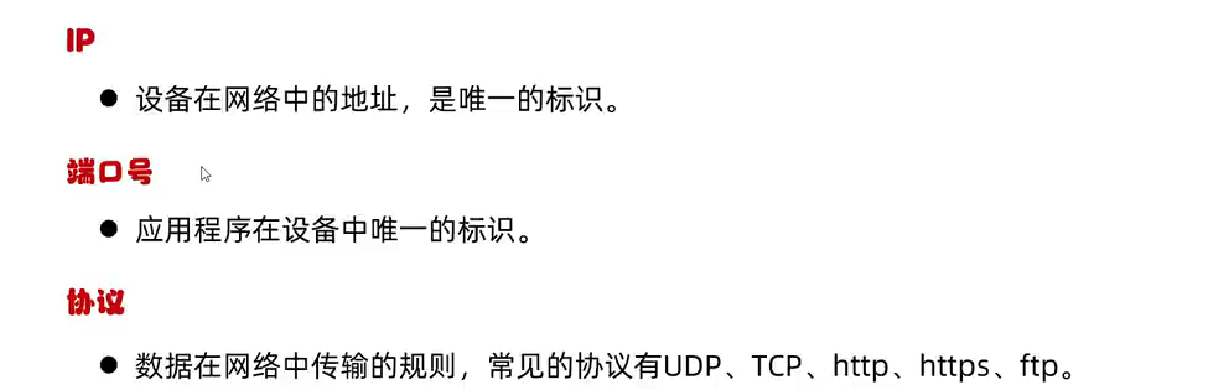 IP
● 设备在网络中的地址，是唯一的标识。
端口号
● 应用程序在设备中唯一的标识。
协议
● 数据在网络中传输的规则，常见的协议有UDP、TCP、http、https、ftp。